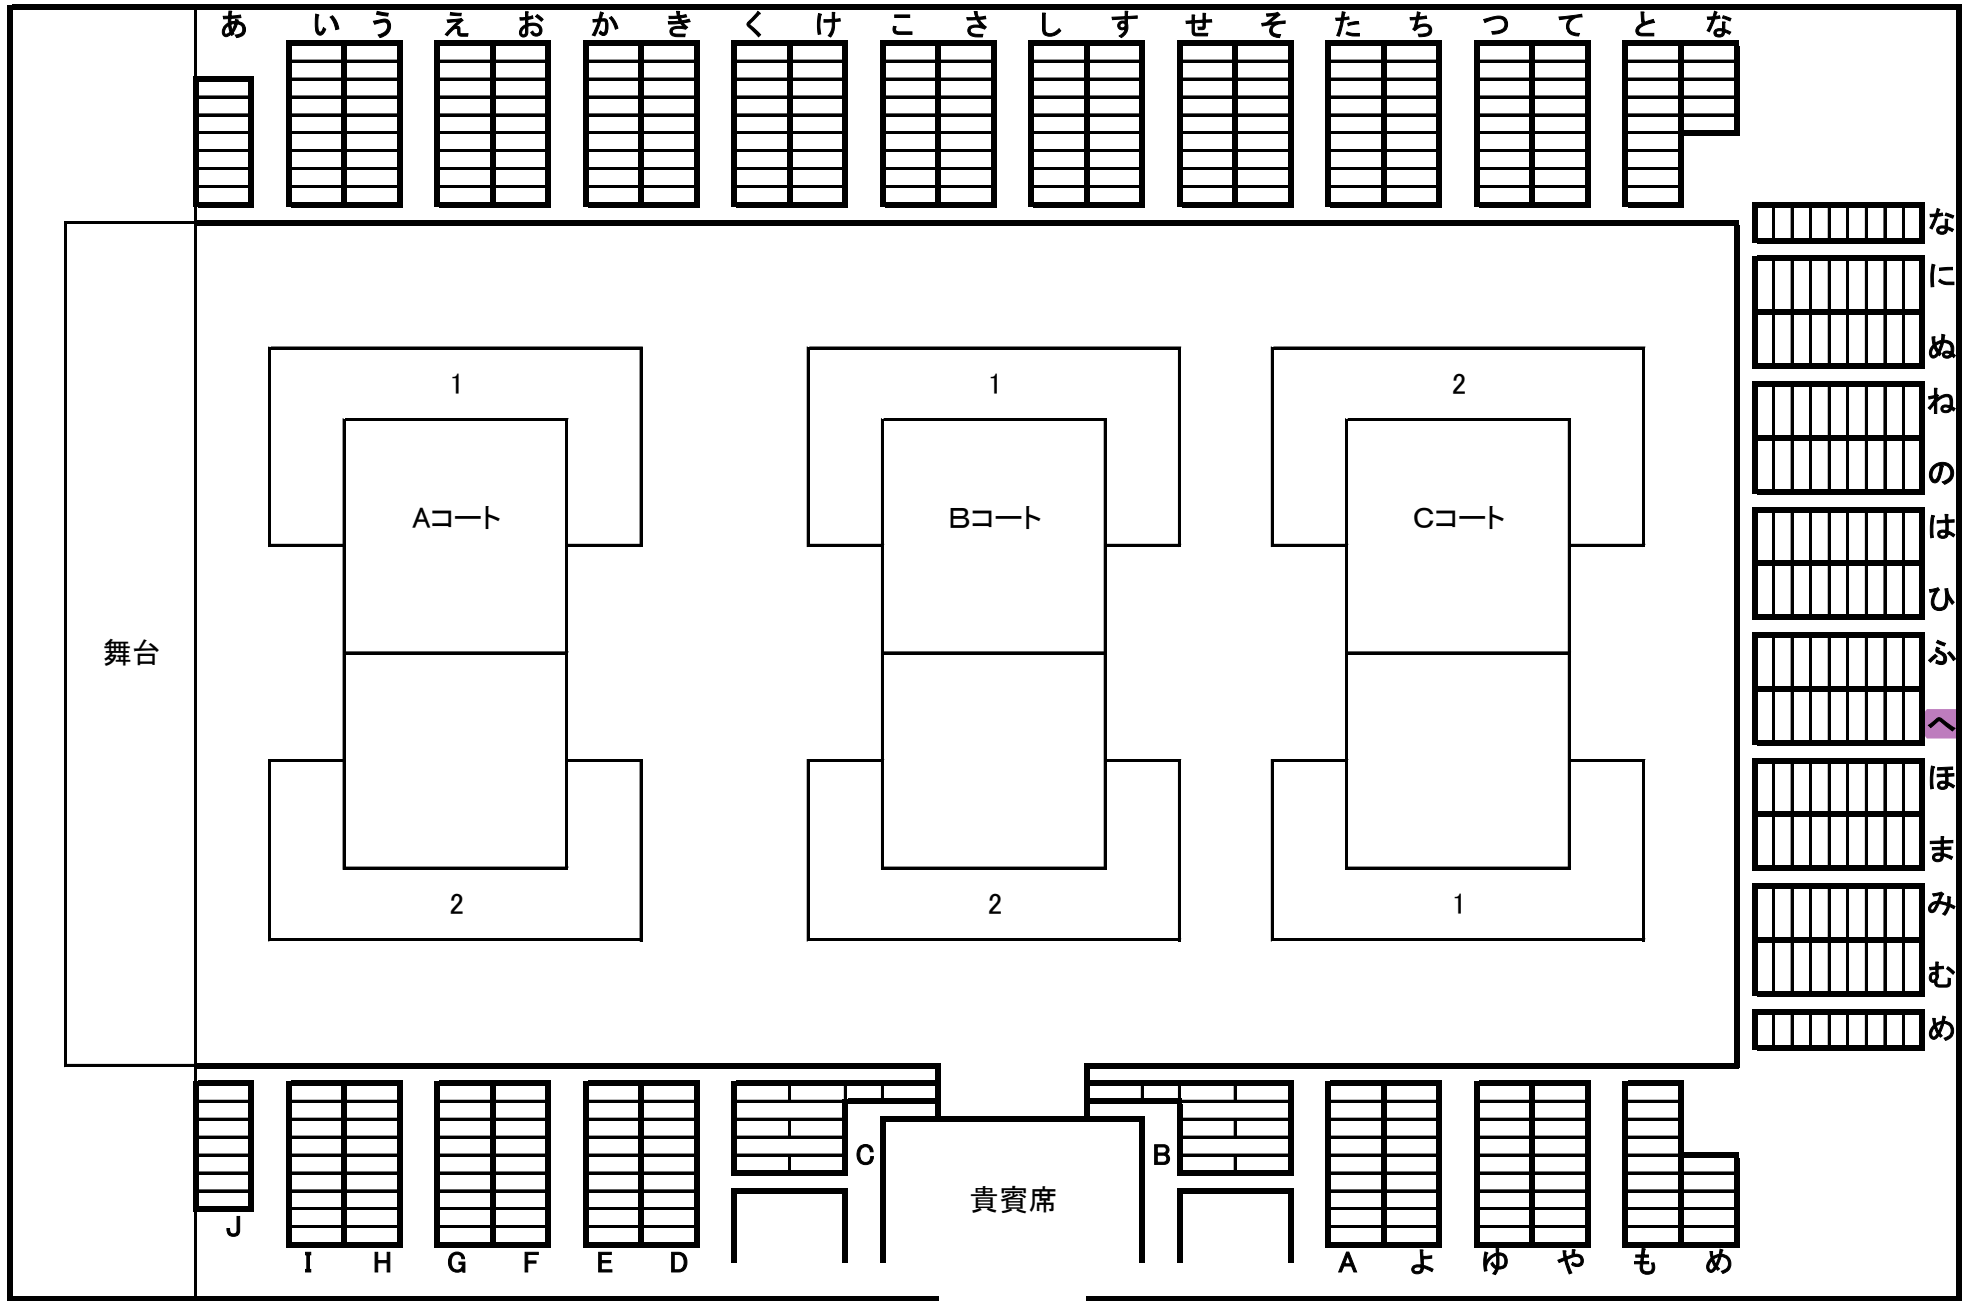 あ い う え お か き く け こ さ し す せ そ た ち つ て と な
な
に
ぬ
1 1 2
ね
の
Aコート Bコート Cコート
は
ひ
舞台
ふ
へ
ほ
ま
2 2 1
み
む
め
C B
貴賓席
J
I H G F E D A よ ゆ や も め